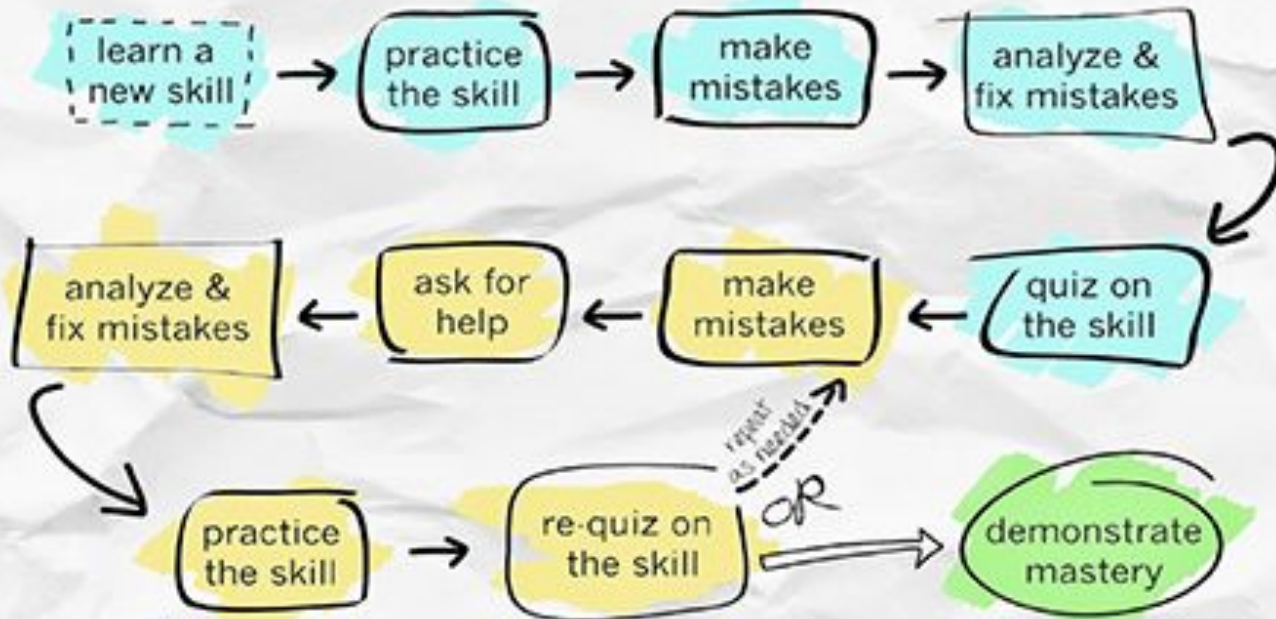 learn a
new skill
practice
the skill
make
mistakes
analyze &
fix mistakes
quiz on
the skill
make
mistakes
ask for
help
analyze &
fix mistakes
practice
the skill
re-quiz on
the skill
repeat
as needed
OR
demonstrate
mastery